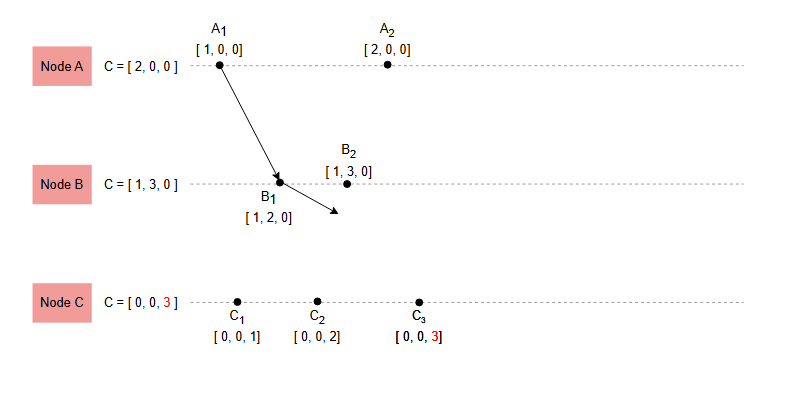 A1
[ 1, 0, 0]
A2
[ 2, 0, 0]
Node A
C = [ 2, 0, 0 ]
B2
[ 1, 3, 0]
Node B
C = [ 1, 3, 0 ]
B1
[ 1, 2, 0]
Node C
C = [ 0, 0, 3 ]
C1
[ 0, 0, 1]
C2
[ 0, 0, 2]
C3
[ 0, 0, 3]